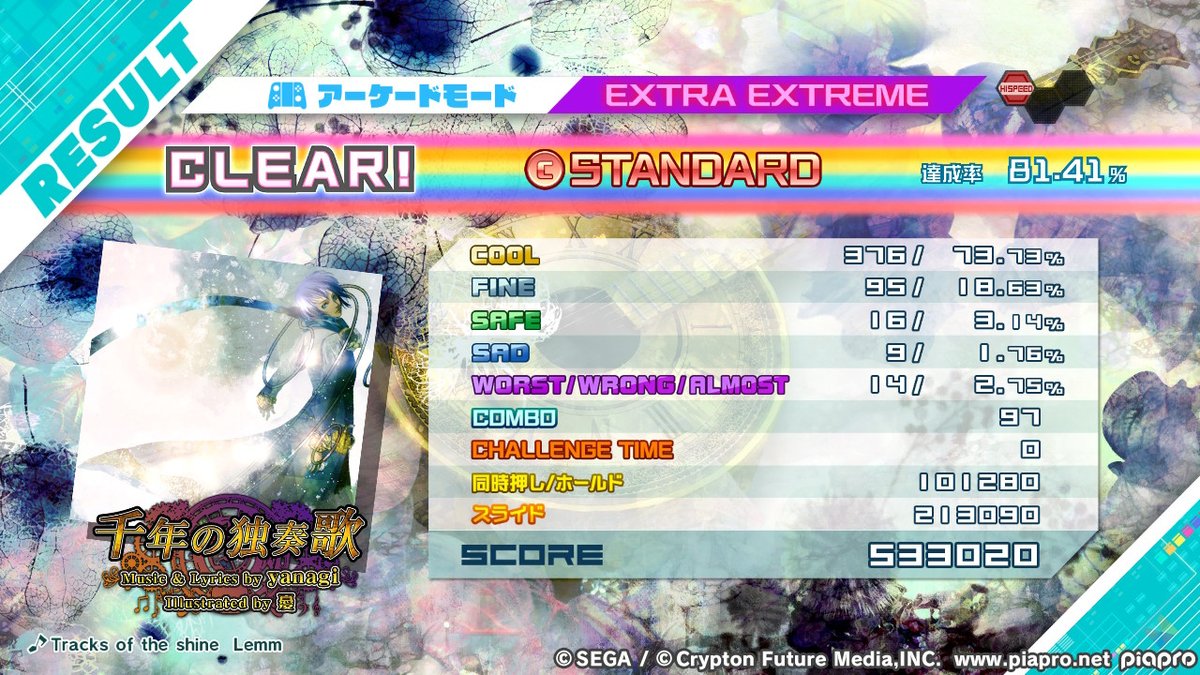 RESULT
アーケードモード EXTRA EXTREME HISPEED
CLEAR! C STANDARD 達成率 81.41%
COOL 376/ 73.73%
FINE 95/ 18.63%
SAFE 16/ 3.14%
SAD 9/ 1.76%
WORST/WRONG/ALMOST 14/ 2.75%
COMBO 97
CHALLENGE TIME 0
同時押し/ホールド 101280
スライド 213090
SCORE 533020
千年の独奏歌
Music & Lyrics by yanagi
Illustrated by 憂
♪Tracks of the shine Lemm
©SEGA / ©Crypton Future Media,INC. www.piapro.net piapro